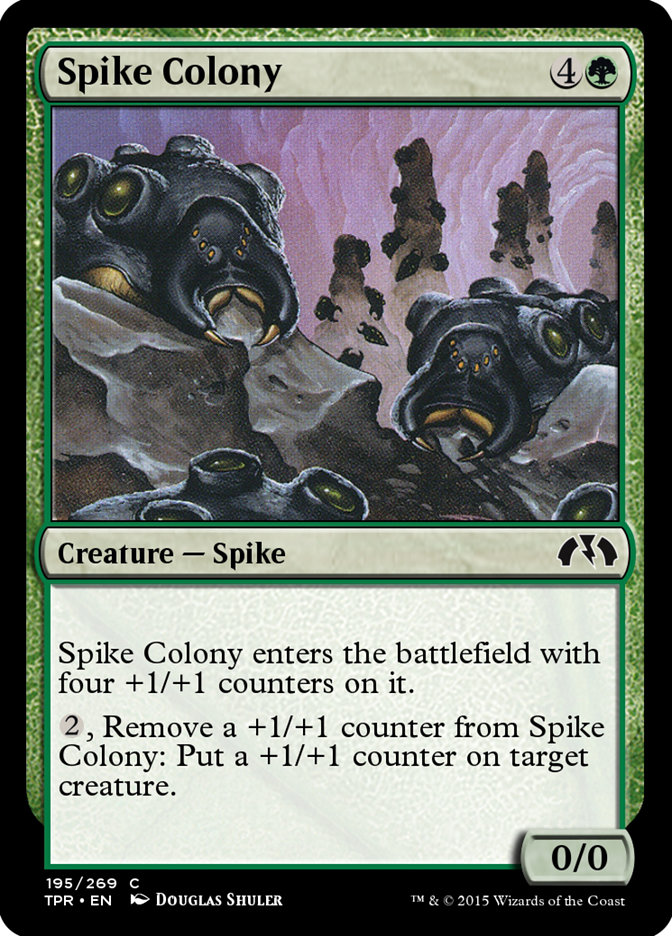 Spike Colony 4
Creature — Spike
Spike Colony enters the battlefield with
four +1/+1 counters on it.
2, Remove a +1/+1 counter from Spike
Colony: Put a +1/+1 counter on target
creature.
0/0
195/269 C
TPR • EN Douglas Shuler
™ & © 2015 Wizards of the Coast